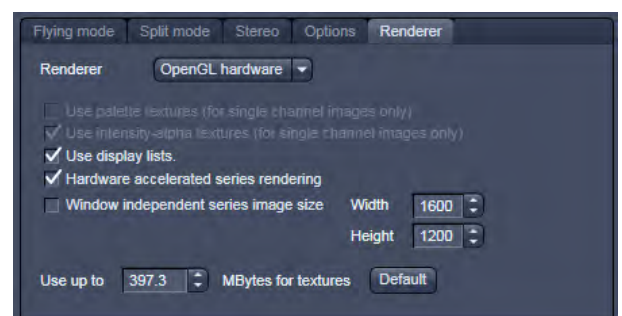 Flying mode Split mode Stereo Options Renderer
Renderer OpenGL hardware
Use palette textures (for single channel images only)
Use intensity-alpha textures (for single channel images only)
Use display lists.
Hardware accelerated series rendering
Window independent series image size Width 1600
Height 1200
Use up to 397.3 MBytes for textures Default